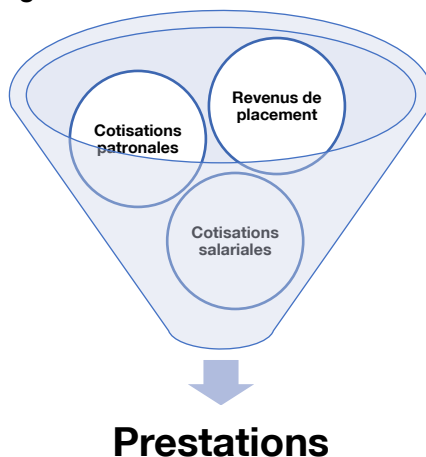 Revenus de
placement
Cotisations
patronales
Cotisations
salariales
Prestations